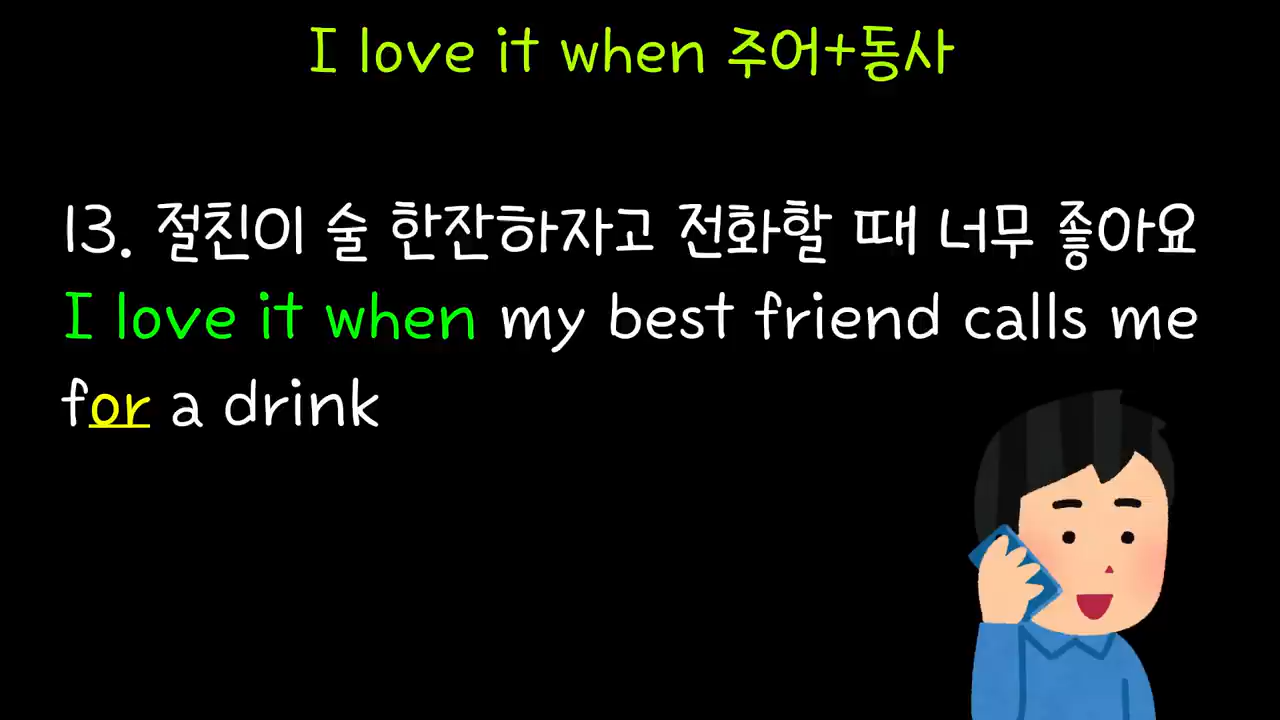 I love it when 주어+동사
13. 절친이 술 한잔하자고 전화할 때 너무 좋아요
I love it when my best friend calls me
for a drink